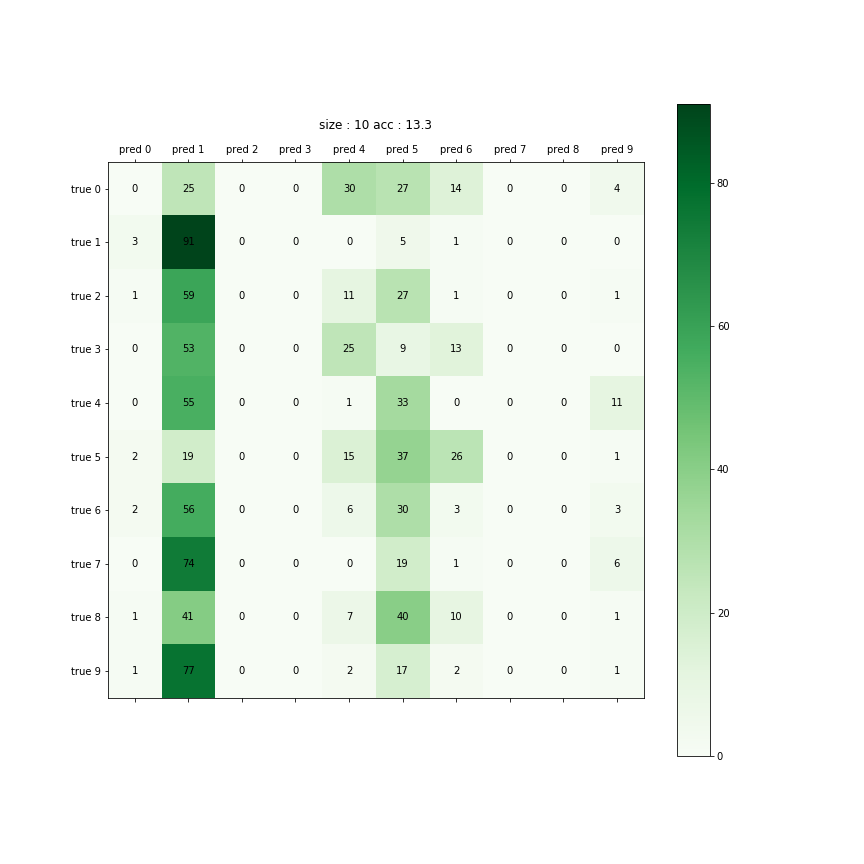 size : 10 acc : 13.3
pred 0 pred 1 pred 2 pred 3 pred 4 pred 5 pred 6 pred 7 pred 8 pred 9
true 0 0 25 0 0 30 27 14 0 0 4
true 1 3 91 0 0 0 5 1 0 0 0
true 2 1 59 0 0 11 27 1 0 0 1
true 3 0 53 0 0 25 9 13 0 0 0
true 4 0 55 0 0 1 33 0 0 0 11
true 5 2 19 0 0 15 37 26 0 0 1
true 6 2 56 0 0 6 30 3 0 0 3
true 7 0 74 0 0 0 19 1 0 0 6
true 8 1 41 0 0 7 40 10 0 0 1
true 9 1 77 0 0 2 17 2 0 0 1
80
60
40
20
0